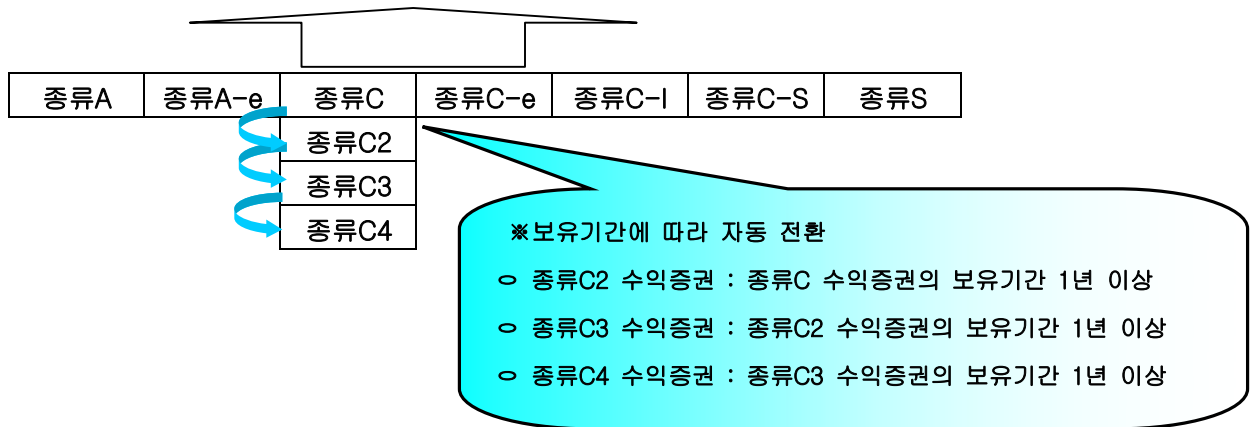 종류A 종류A-e 종류C 종류C-e 종류C-I 종류C-S 종류S
종류C2
종류C3
종류C4
※보유기간에 따라 자동 전환
ㅇ 종류C2 수익증권 : 종류C 수익증권의 보유기간 1년 이상
ㅇ 종류C3 수익증권 : 종류C2 수익증권의 보유기간 1년 이상
ㅇ 종류C4 수익증권 : 종류C3 수익증권의 보유기간 1년 이상